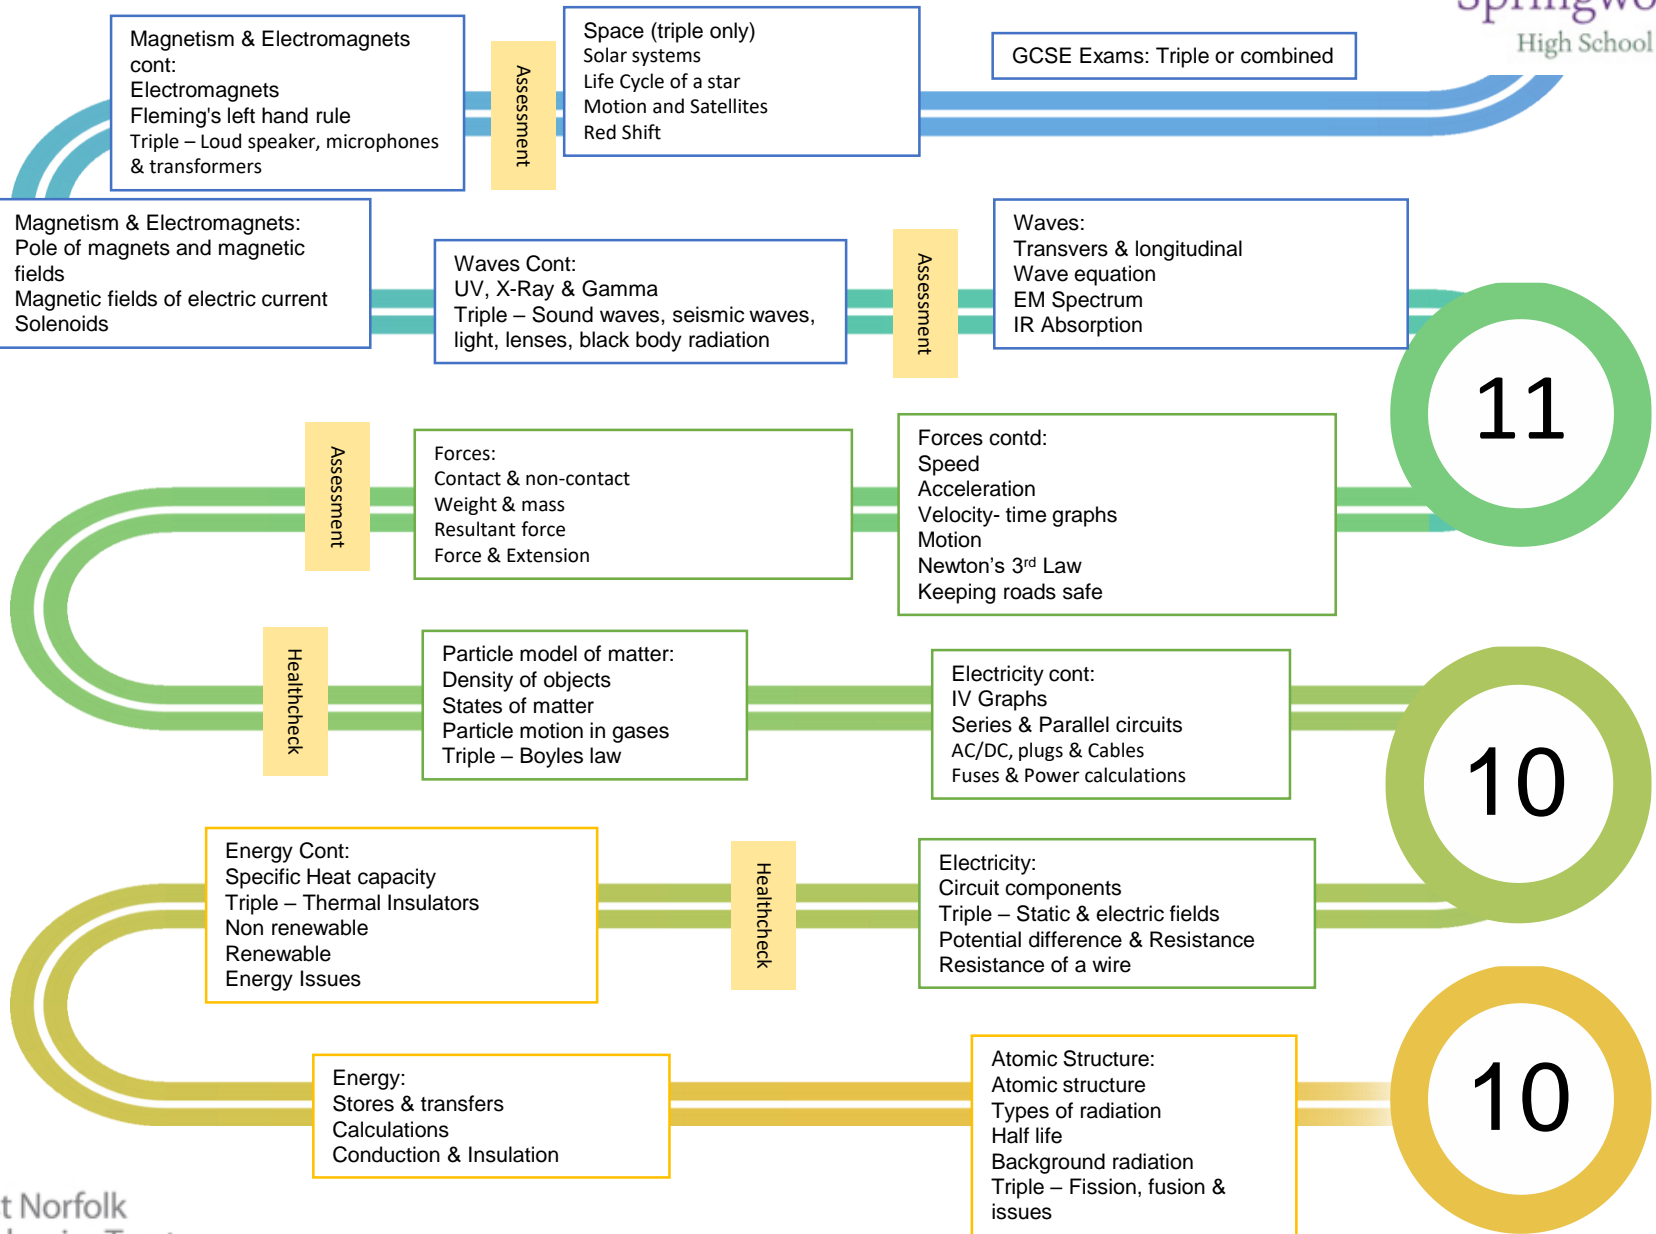 Springwo
High School
Magnetism & Electromagnets
cont:
Electromagnets
Fleming's left hand rule
Triple – Loud speaker, microphones
& transformers
Assessment
Space (triple only)
Solar systems
Life Cycle of a star
Motion and Satellites
Red Shift
GCSE Exams: Triple or combined
Magnetism & Electromagnets:
Pole of magnets and magnetic
fields
Magnetic fields of electric current
Solenoids
Waves Cont:
UV, X-Ray & Gamma
Triple – Sound waves, seismic waves,
light, lenses, black body radiation
Assessment
Waves:
Transvers & longitudinal
Wave equation
EM Spectrum
IR Absorption
11
Assessment
Forces:
Contact & non-contact
Weight & mass
Resultant force
Force & Extension
Forces contd:
Speed
Acceleration
Velocity- time graphs
Motion
Newton's 3rd Law
Keeping roads safe
Healthcheck
Particle model of matter:
Density of objects
States of matter
Particle motion in gases
Triple – Boyles law
Electricity cont:
IV Graphs
Series & Parallel circuits
AC/DC, plugs & Cables
Fuses & Power calculations
10
Energy Cont:
Specific Heat capacity
Triple – Thermal Insulators
Non renewable
Renewable
Energy Issues
Healthcheck
Electricity:
Circuit components
Triple – Static & electric fields
Potential difference & Resistance
Resistance of a wire
Energy:
Stores & transfers
Calculations
Conduction & Insulation
Atomic Structure:
Atomic structure
Types of radiation
Half life
Background radiation
Triple – Fission, fusion &
issues
10
t Norfolk